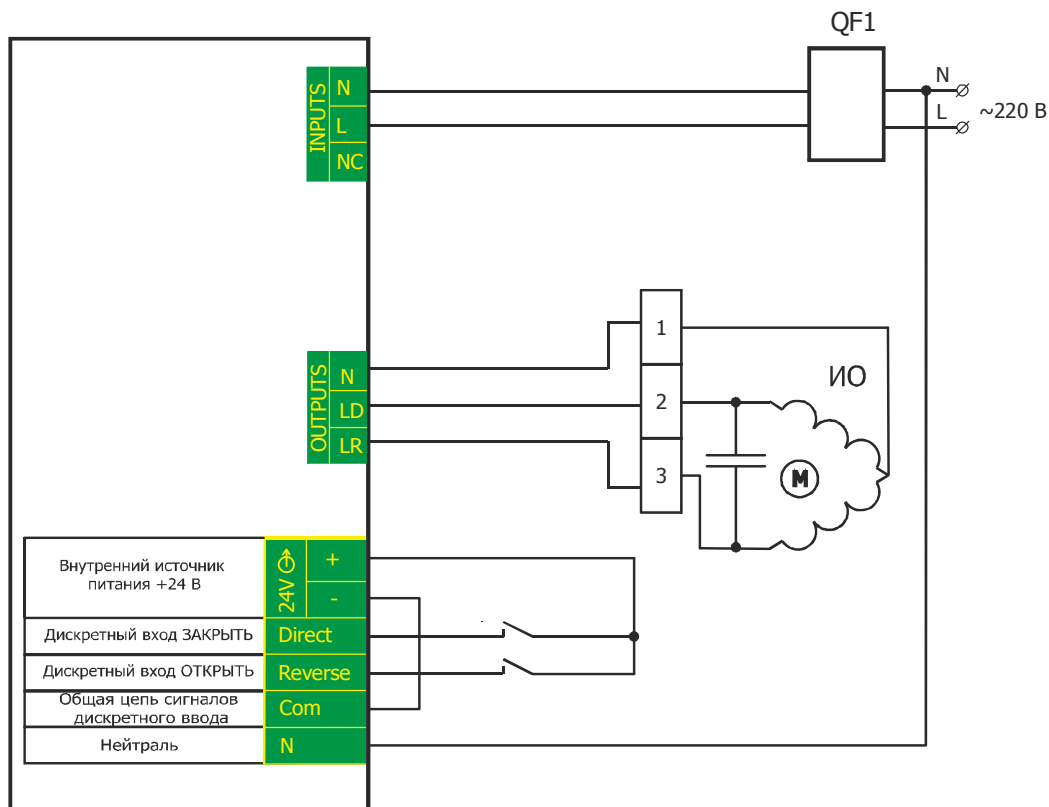 QF1
N
L
~220 В
INPUTS
N
L
NC
OUTPUTS
N
LD
LR
1
2
3
ИО
M
Внутренний источник
питания +24 В
24V
+
-
Дискретный вход ЗАКРЫТЬ
Direct
Дискретный вход ОТКРЫТЬ
Reverse
Общая цепь сигналов
дискретного ввода
Com
Нейтраль
N